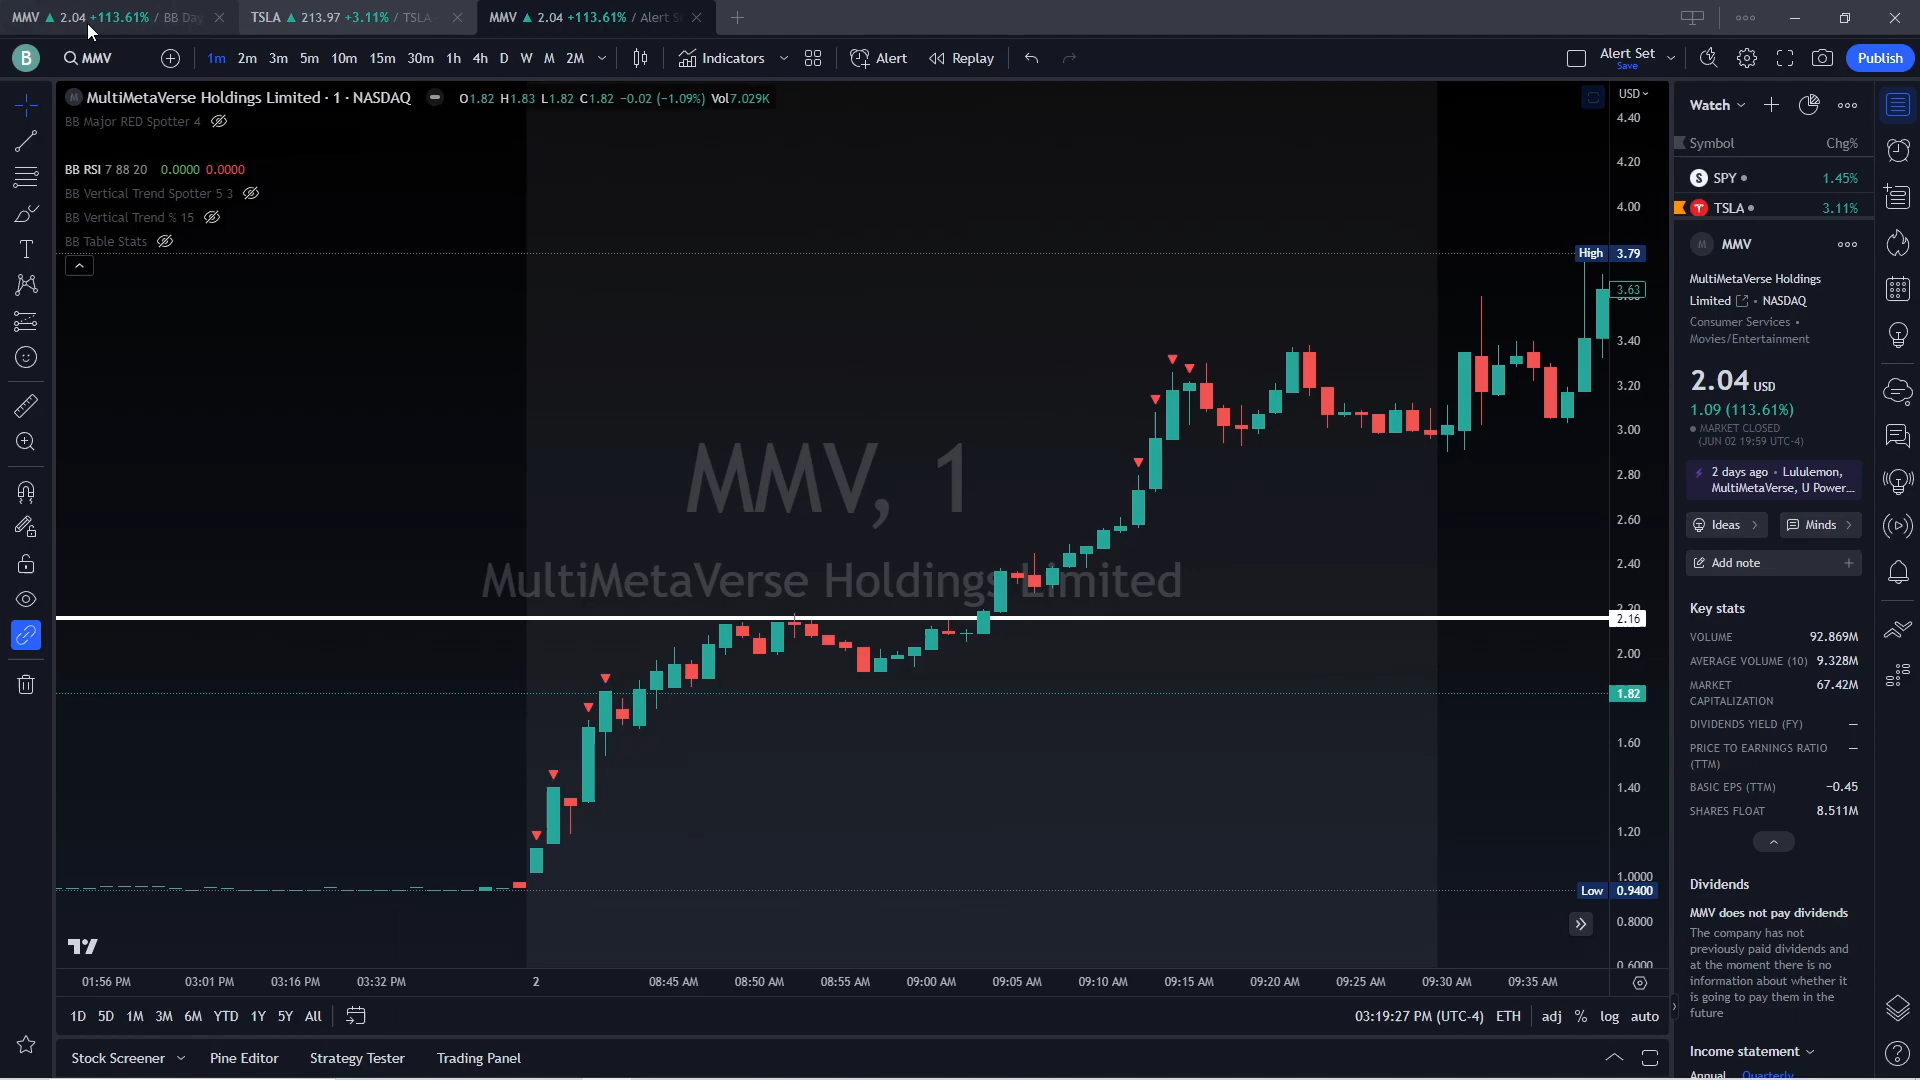 MMV ▲ 2.04 +113.61% / BB Day
TSLA ▲ 213.97 +3.11% / TSLA
MMV ▲ 2.04 +113.61% / Alert Se
B
MMV
1m 2m 3m 5m 10m 15m 30m 1h 4h D W M 2M
Indicators
Alert
Replay
Alert Set
Save
Publish
MultiMetaVerse Holdings Limited · 1 · NASDAQ
O1.82 H1.83 L1.82 C1.82 −0.02 (−1.09%) Vol7.029K
BB Major RED Spotter 4
BB RSI 7 88 20 0.0000 0.0000
BB Vertical Trend Spotter 5 3
BB Vertical Trend % 15
BB Table Stats
MMV, 1
MultiMetaVerse Holdings Limited
USD
4.40
4.20
4.00
High 3.79
3.63
3.40
3.20
3.00
2.80
2.60
2.40
2.20
2.16
2.00
1.82
1.60
1.40
1.20
1.0000
Low 0.9400
0.8000
0.6000
01:56 PM 03:01 PM 03:16 PM 03:32 PM 2 08:45 AM 08:50 AM 08:55 AM 09:00 AM 09:05 AM 09:10 AM 09:15 AM 09:20 AM 09:25 AM 09:30 AM 09:35 AM
1D 5D 1M 3M 6M YTD 1Y 5Y All
03:19:27 PM (UTC-4) ETH adj % log auto
Stock Screener Pine Editor Strategy Tester Trading Panel
Watch
Symbol Chg%
S SPY 1.45%
TSLA 3.11%
M MMV
MultiMetaVerse Holdings
Limited • NASDAQ
Consumer Services •
Movies/Entertainment
2.04 USD
1.09 (113.61%)
MARKET CLOSED
(JUN 02 19:59 UTC-4)
2 days ago • Lululemon,
MultiMetaVerse, U Power...
Ideas
Minds
Add note
Key stats
VOLUME 92.869M
AVERAGE VOLUME (10) 9.328M
MARKET 67.42M
CAPITALIZATION
DIVIDENDS YIELD (FY) —
PRICE TO EARNINGS RATIO —
(TTM)
BASIC EPS (TTM) −0.45
SHARES FLOAT 8.511M
Dividends
MMV does not pay dividends
The company has not
previously paid dividends and
at the moment there is no
information about whether it
is going to pay them in the
future
Income statement
Annual Quarterly